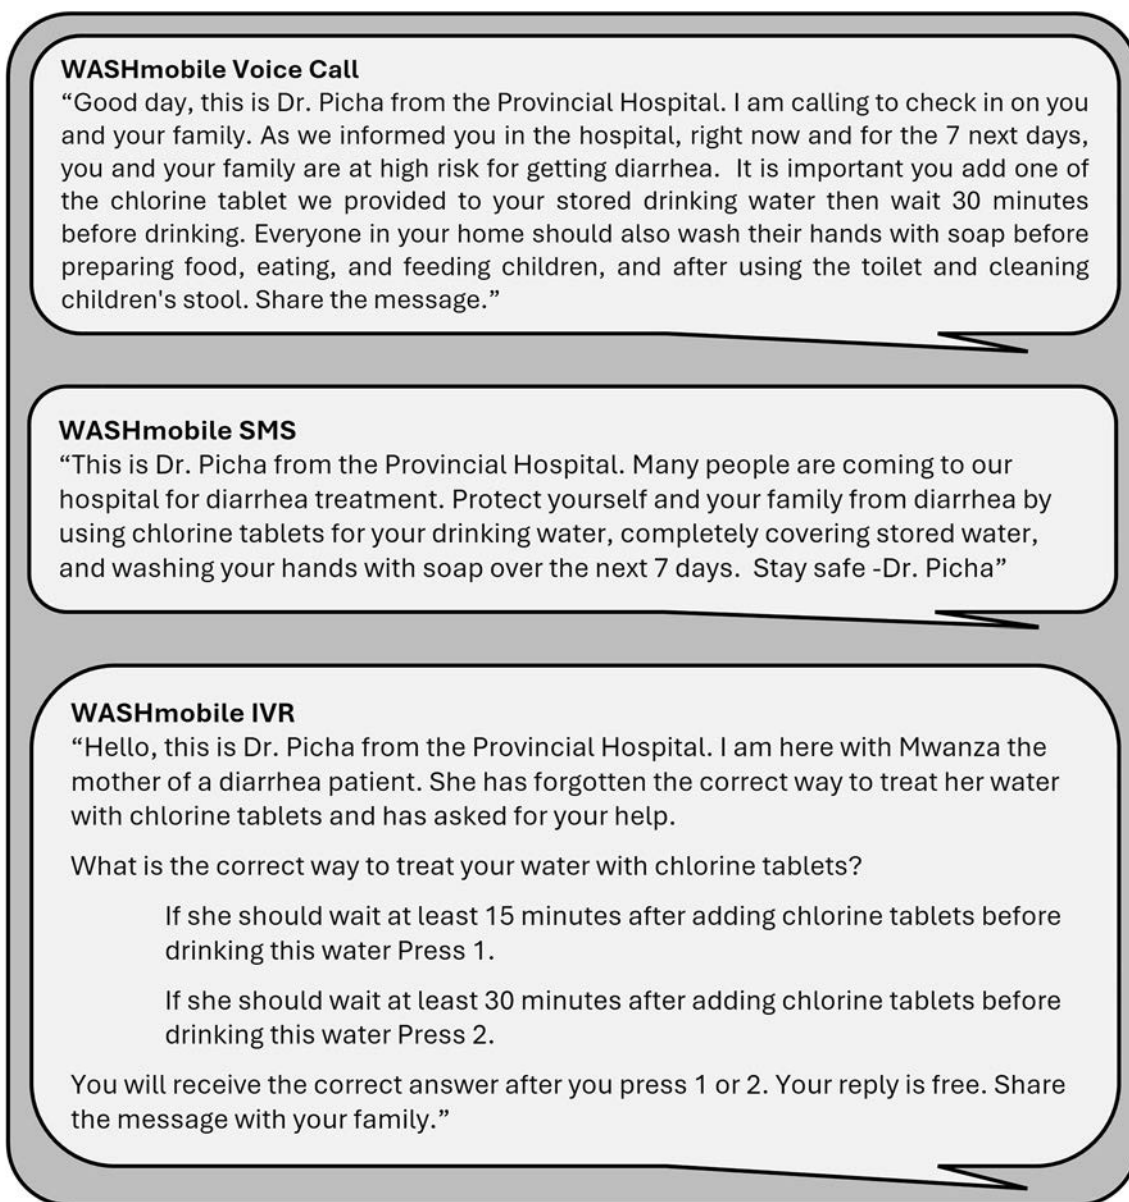 WASHmobile Voice Call
“Good day, this is Dr. Picha from the Provincial Hospital. I am calling to check in on you
and your family. As we informed you in the hospital, right now and for the 7 next days,
you and your family are at high risk for getting diarrhea.  It is important you add one of
the chlorine tablet we provided to your stored drinking water then wait 30 minutes
before drinking. Everyone in your home should also wash their hands with soap before
preparing food, eating, and feeding children, and after using the toilet and cleaning
children's stool. Share the message.”
WASHmobile SMS
“This is Dr. Picha from the Provincial Hospital. Many people are coming to our
hospital for diarrhea treatment. Protect yourself and your family from diarrhea by
using chlorine tablets for your drinking water, completely covering stored water,
and washing your hands with soap over the next 7 days.  Stay safe -Dr. Picha”
WASHmobile IVR
“Hello, this is Dr. Picha from the Provincial Hospital. I am here with Mwanza the
mother of a diarrhea patient. She has forgotten the correct way to treat her water
with chlorine tablets and has asked for your help.
What is the correct way to treat your water with chlorine tablets?
If she should wait at least 15 minutes after adding chlorine tablets before
drinking this water Press 1.
If she should wait at least 30 minutes after adding chlorine tablets before
drinking this water Press 2.
You will receive the correct answer after you press 1 or 2. Your reply is free. Share
the message with your family.”